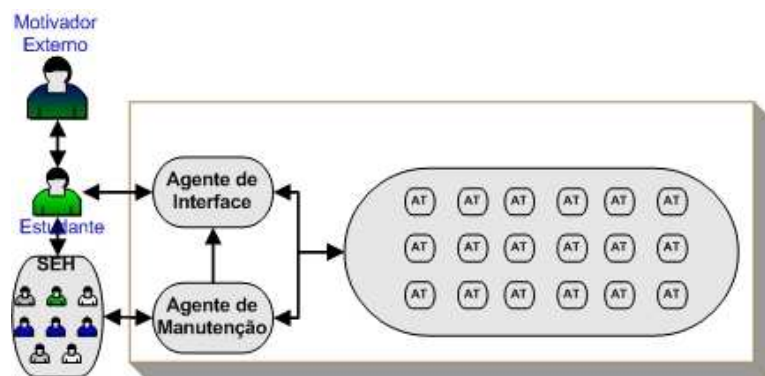 Motivador
Externo
Estudante
SEH
Agente de
Interface
Agente de
Manutenção
AT AT AT AT AT AT
AT AT AT AT AT AT
AT AT AT AT AT AT